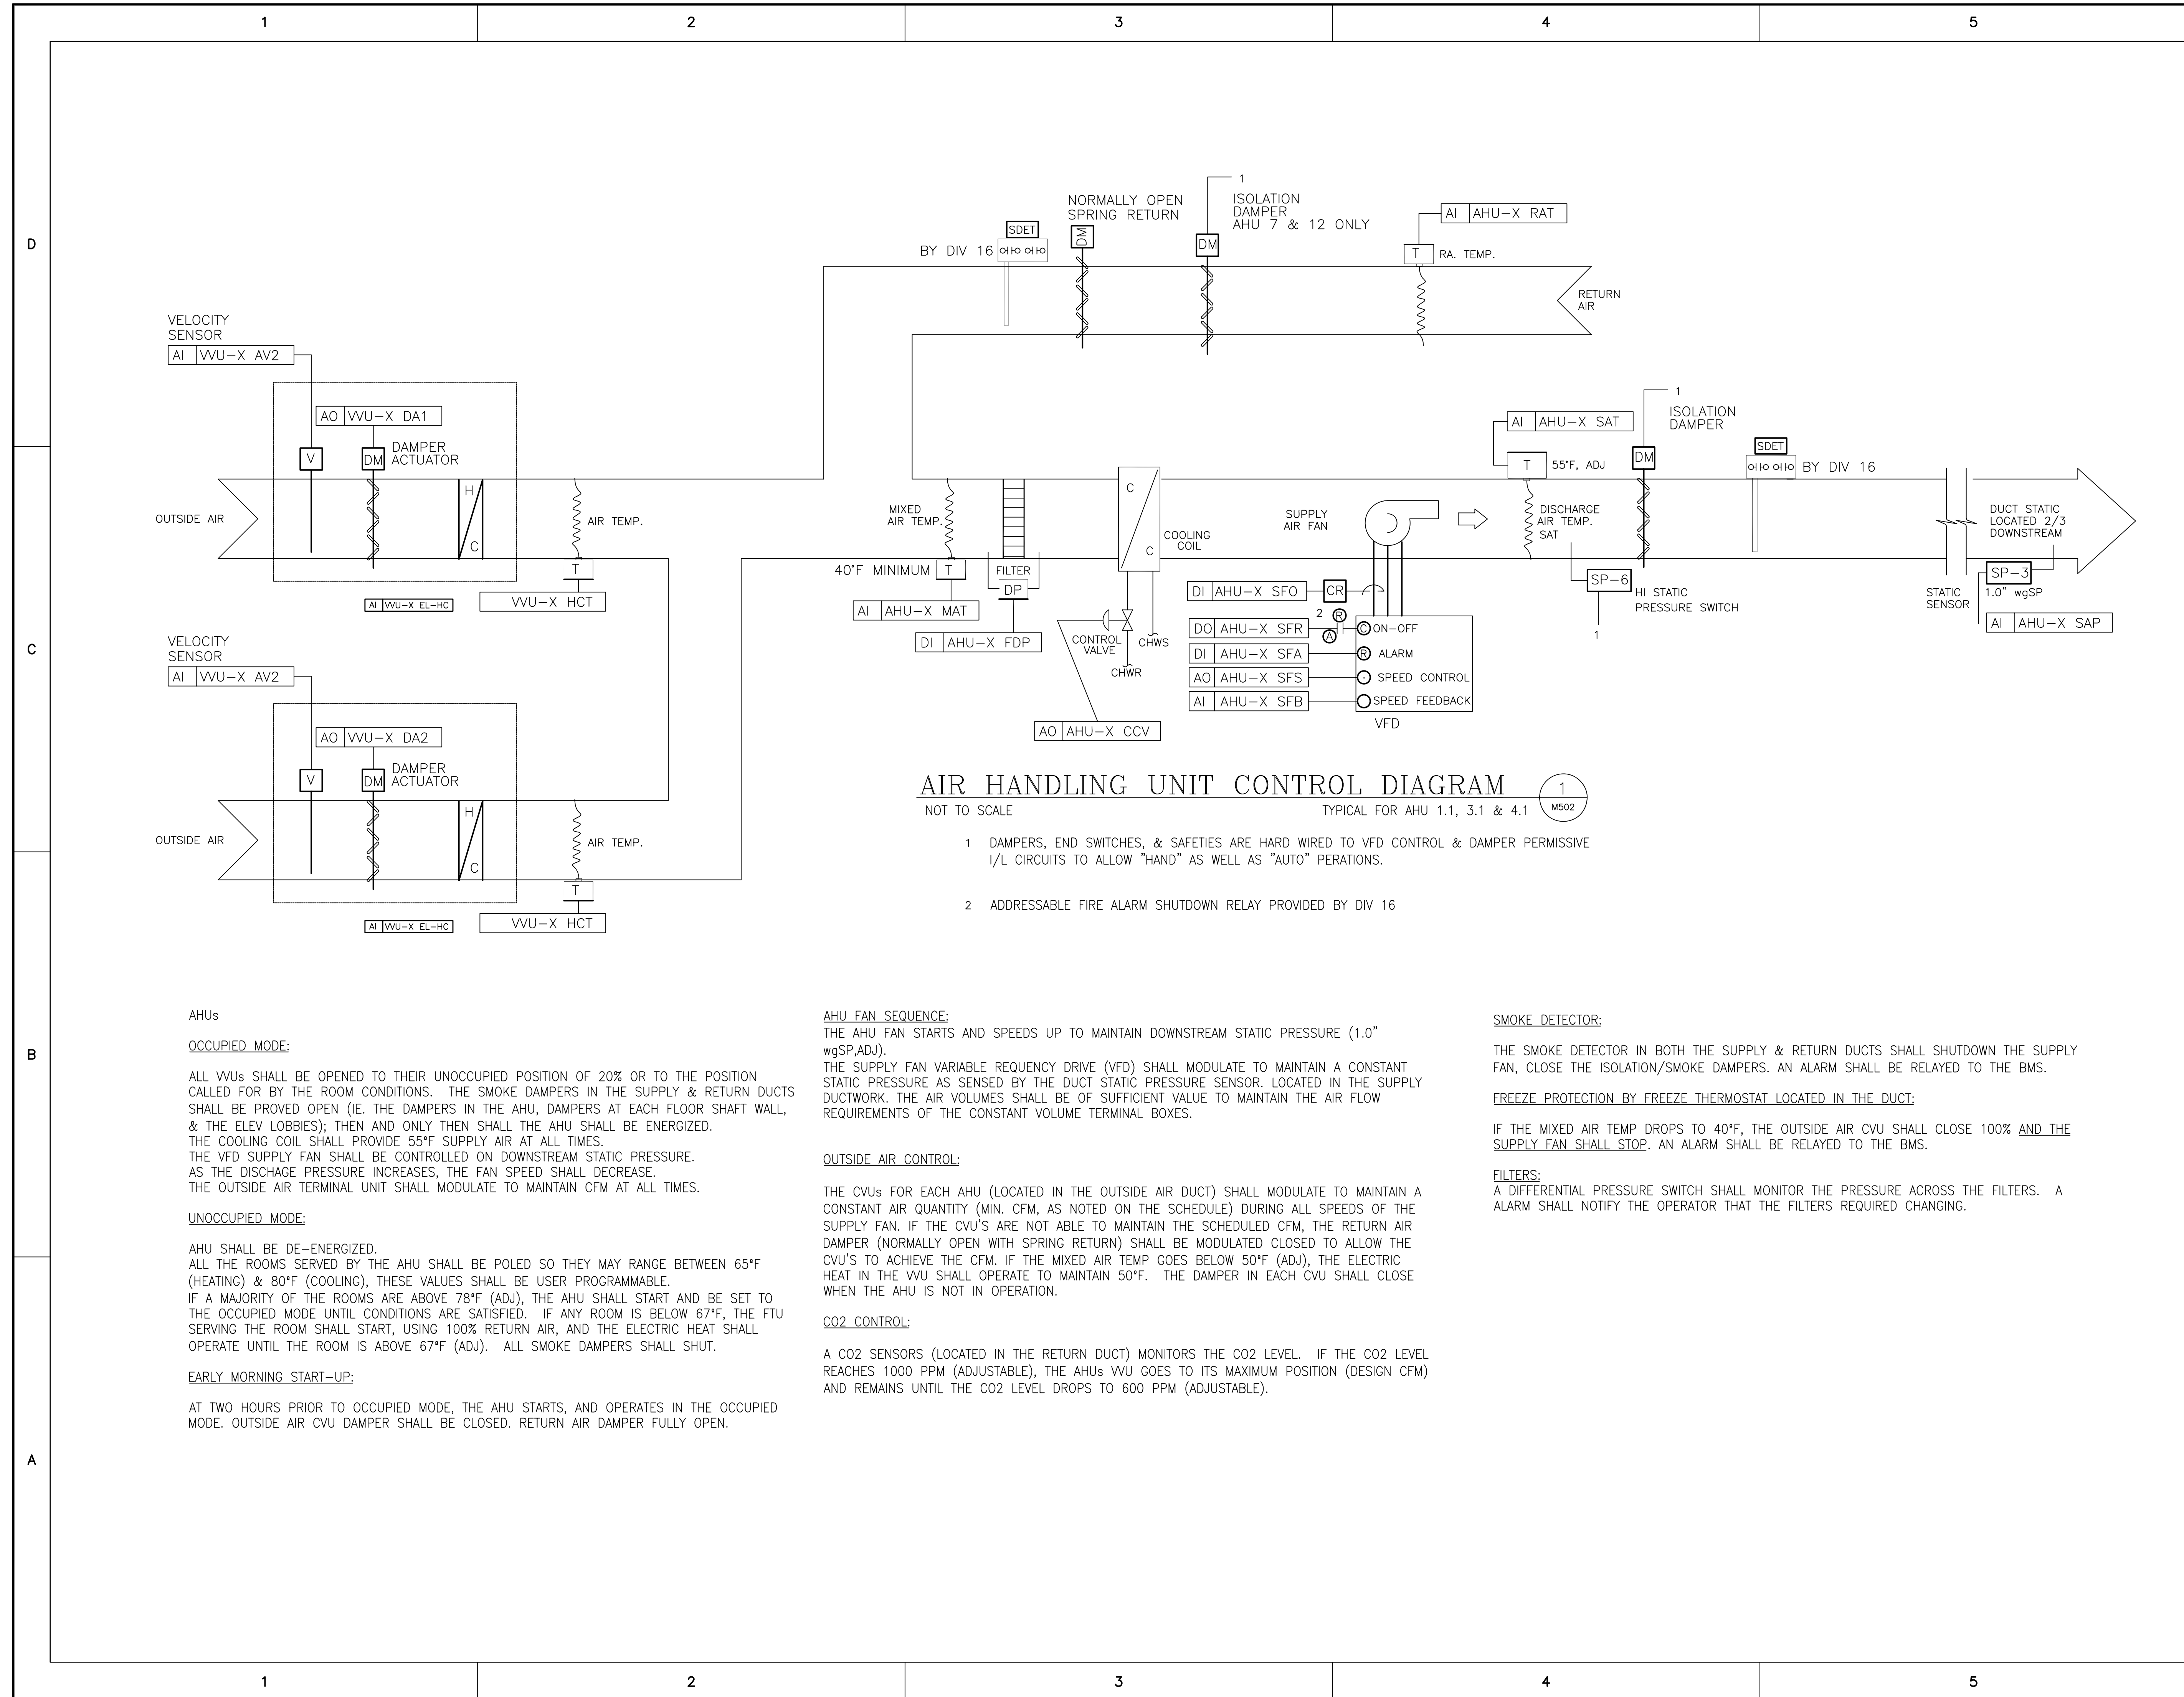 1 2 3 4 5
D
C
B
A
1
NORMALLY OPEN
SPRING RETURN
ISOLATION
DAMPER
AHU 7 & 12 ONLY
SDET
BY DIV 16
DM
DM
AI AHU-X RAT
T RA. TEMP.
RETURN
AIR
VELOCITY
SENSOR
AI VVU-X AV2
AO VVU-X DA1
V
DM
DAMPER
ACTUATOR
H
C
OUTSIDE AIR
AIR TEMP.
T
AI VVU-X EL-HC
VVU-X HCT
VELOCITY
SENSOR
AI VVU-X AV2
AO VVU-X DA2
V
DM
DAMPER
ACTUATOR
H
C
OUTSIDE AIR
AIR TEMP.
T
AI VVU-X EL-HC
VVU-X HCT
MIXED
AIR TEMP.
40°F MINIMUM T
AI AHU-X MAT
FILTER
DP
DI AHU-X FDP
C
C
COOLING
COIL
CONTROL
VALVE
CHWS
CHWR
AO AHU-X CCV
SUPPLY
AIR FAN
DI AHU-X SFO
CR
2 R
A
DO AHU-X SFR
C ON-OFF
DI AHU-X SFA
R ALARM
AO AHU-X SFS
- SPEED CONTROL
AI AHU-X SFB
SPEED FEEDBACK
VFD
AI AHU-X SAT
T 55°F, ADJ
DISCHARGE
AIR TEMP.
SAT
1
ISOLATION
DAMPER
DM
SP-6
HI STATIC
PRESSURE SWITCH
1
SDET
BY DIV 16
DUCT STATIC
LOCATED 2/3
DOWNSTREAM
SP-3
STATIC
SENSOR
1.0" wgSP
AI AHU-X SAP
AIR HANDLING UNIT CONTROL DIAGRAM
1
M502
NOT TO SCALE
TYPICAL FOR AHU 1.1, 3.1 & 4.1
1 DAMPERS, END SWITCHES, & SAFETIES ARE HARD WIRED TO VFD CONTROL & DAMPER PERMISSIVE
I/L CIRCUITS TO ALLOW "HAND" AS WELL AS "AUTO" PERATIONS.
2 ADDRESSABLE FIRE ALARM SHUTDOWN RELAY PROVIDED BY DIV 16
AHUs
OCCUPIED MODE:
ALL VVUs SHALL BE OPENED TO THEIR UNOCCUPIED POSITION OF 20% OR TO THE POSITION
CALLED FOR BY THE ROOM CONDITIONS. THE SMOKE DAMPERS IN THE SUPPLY & RETURN DUCTS
SHALL BE PROVED OPEN (IE. THE DAMPERS IN THE AHU, DAMPERS AT EACH FLOOR SHAFT WALL,
& THE ELEV LOBBIES); THEN AND ONLY THEN SHALL THE AHU SHALL BE ENERGIZED.
THE COOLING COIL SHALL PROVIDE 55°F SUPPLY AIR AT ALL TIMES.
THE VFD SUPPLY FAN SHALL BE CONTROLLED ON DOWNSTREAM STATIC PRESSURE.
AS THE DISCHAGE PRESSURE INCREASES, THE FAN SPEED SHALL DECREASE.
THE OUTSIDE AIR TERMINAL UNIT SHALL MODULATE TO MAINTAIN CFM AT ALL TIMES.
UNOCCUPIED MODE:
AHU SHALL BE DE-ENERGIZED.
ALL THE ROOMS SERVED BY THE AHU SHALL BE POLED SO THEY MAY RANGE BETWEEN 65°F
(HEATING) & 80°F (COOLING), THESE VALUES SHALL BE USER PROGRAMMABLE.
IF A MAJORITY OF THE ROOMS ARE ABOVE 78°F (ADJ), THE AHU SHALL START AND BE SET TO
THE OCCUPIED MODE UNTIL CONDITIONS ARE SATISFIED. IF ANY ROOM IS BELOW 67°F, THE FTU
SERVING THE ROOM SHALL START, USING 100% RETURN AIR, AND THE ELECTRIC HEAT SHALL
OPERATE UNTIL THE ROOM IS ABOVE 67°F (ADJ). ALL SMOKE DAMPERS SHALL SHUT.
EARLY MORNING START-UP:
AT TWO HOURS PRIOR TO OCCUPIED MODE, THE AHU STARTS, AND OPERATES IN THE OCCUPIED
MODE. OUTSIDE AIR CVU DAMPER SHALL BE CLOSED. RETURN AIR DAMPER FULLY OPEN.
AHU FAN SEQUENCE:
THE AHU FAN STARTS AND SPEEDS UP TO MAINTAIN DOWNSTREAM STATIC PRESSURE (1.0"
wgSP,ADJ).
THE SUPPLY FAN VARIABLE REQUENCY DRIVE (VFD) SHALL MODULATE TO MAINTAIN A CONSTANT
STATIC PRESSURE AS SENSED BY THE DUCT STATIC PRESSURE SENSOR. LOCATED IN THE SUPPLY
DUCTWORK. THE AIR VOLUMES SHALL BE OF SUFFICIENT VALUE TO MAINTAIN THE AIR FLOW
REQUIREMENTS OF THE CONSTANT VOLUME TERMINAL BOXES.
OUTSIDE AIR CONTROL:
THE CVUs FOR EACH AHU (LOCATED IN THE OUTSIDE AIR DUCT) SHALL MODULATE TO MAINTAIN A
CONSTANT AIR QUANTITY (MIN. CFM, AS NOTED ON THE SCHEDULE) DURING ALL SPEEDS OF THE
SUPPLY FAN. IF THE CVU'S ARE NOT ABLE TO MAINTAIN THE SCHEDULED CFM, THE RETURN AIR
DAMPER (NORMALLY OPEN WITH SPRING RETURN) SHALL BE MODULATED CLOSED TO ALLOW THE
CVU'S TO ACHIEVE THE CFM. IF THE MIXED AIR TEMP GOES BELOW 50°F (ADJ), THE ELECTRIC
HEAT IN THE VVU SHALL OPERATE TO MAINTAIN 50°F. THE DAMPER IN EACH CVU SHALL CLOSE
WHEN THE AHU IS NOT IN OPERATION.
CO2 CONTROL:
A CO2 SENSORS (LOCATED IN THE RETURN DUCT) MONITORS THE CO2 LEVEL. IF THE CO2 LEVEL
REACHES 1000 PPM (ADJUSTABLE), THE AHUs VVU GOES TO ITS MAXIMUM POSITION (DESIGN CFM)
AND REMAINS UNTIL THE CO2 LEVEL DROPS TO 600 PPM (ADJUSTABLE).
SMOKE DETECTOR:
THE SMOKE DETECTOR IN BOTH THE SUPPLY & RETURN DUCTS SHALL SHUTDOWN THE SUPPLY
FAN, CLOSE THE ISOLATION/SMOKE DAMPERS. AN ALARM SHALL BE RELAYED TO THE BMS.
FREEZE PROTECTION BY FREEZE THERMOSTAT LOCATED IN THE DUCT:
IF THE MIXED AIR TEMP DROPS TO 40°F, THE OUTSIDE AIR CVU SHALL CLOSE 100% AND THE
SUPPLY FAN SHALL STOP. AN ALARM SHALL BE RELAYED TO THE BMS.
FILTERS:
A DIFFERENTIAL PRESSURE SWITCH SHALL MONITOR THE PRESSURE ACROSS THE FILTERS. A
ALARM SHALL NOTIFY THE OPERATOR THAT THE FILTERS REQUIRED CHANGING.
1 2 3 4 5